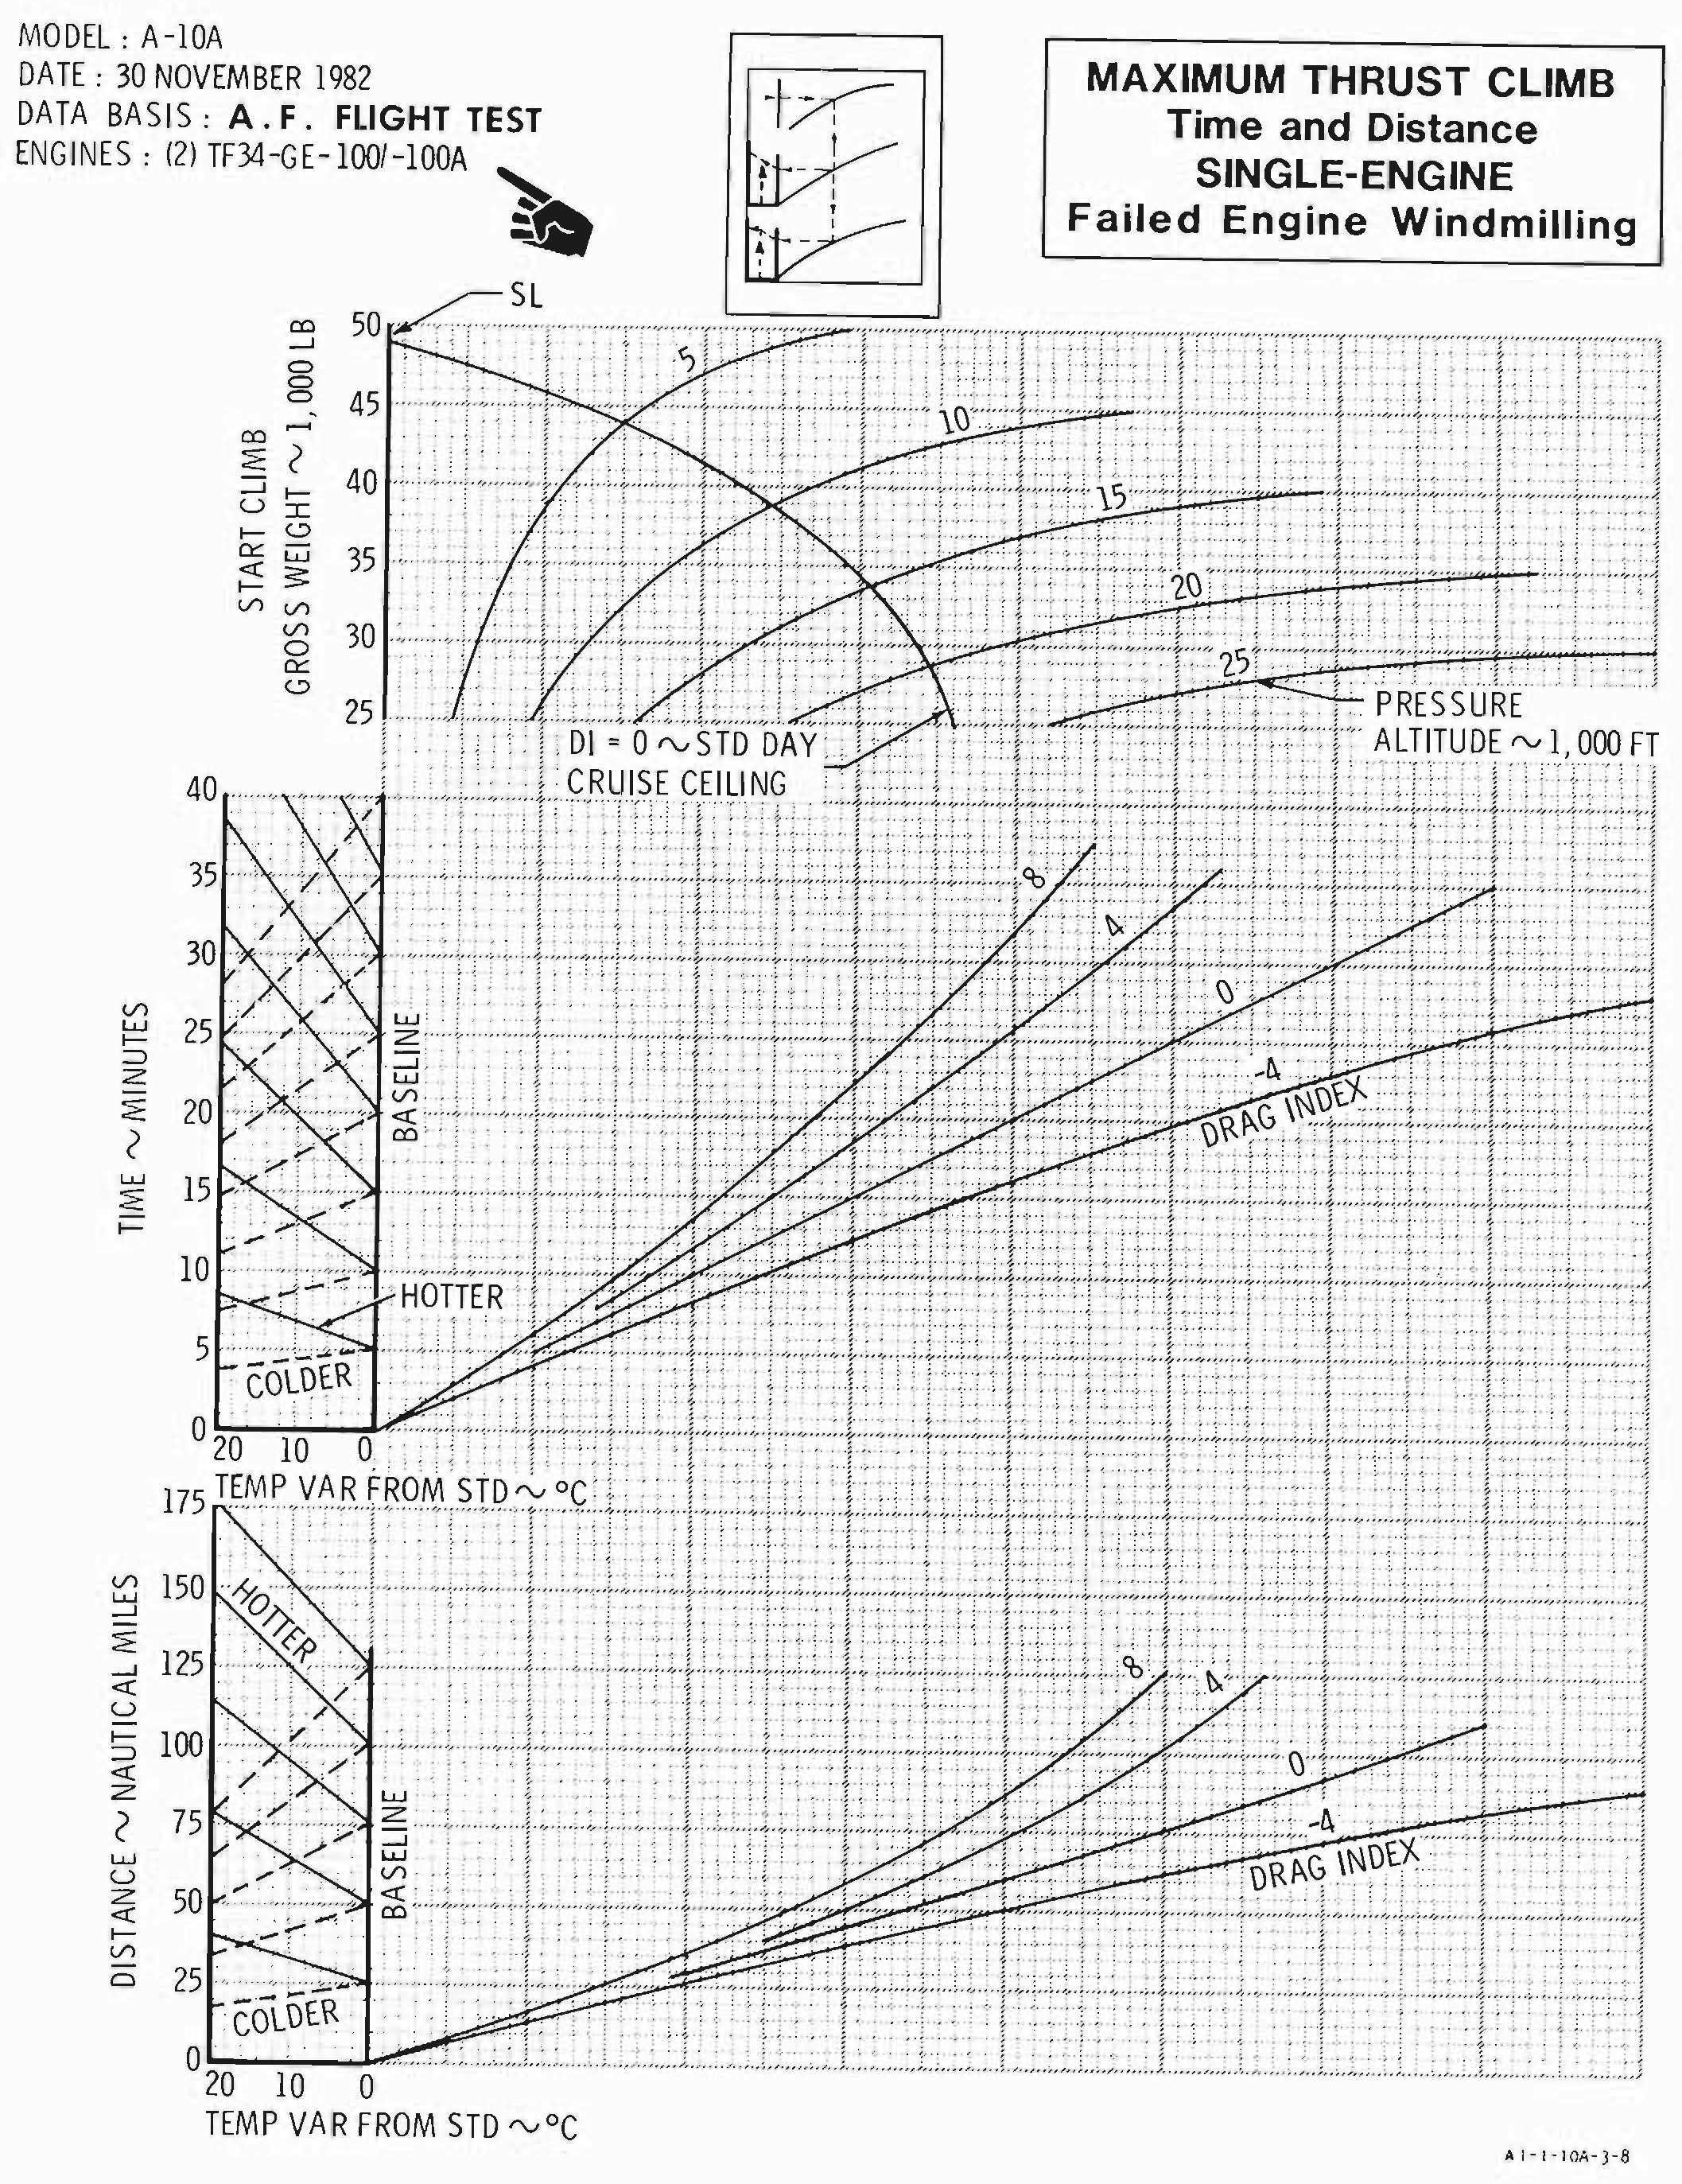 MODEL : A-10A
DATE : 30 NOVEMBER 1982
DATA BASIS : A.F. FLIGHT TEST
ENGINES : (2) TF34-GE-100/-100A
MAXIMUM THRUST CLIMB
Time and Distance
SINGLE-ENGINE
Failed Engine Windmilling
SL
START CLIMB
GROSS WEIGHT ~ 1,000 LB
50
45
40
35
30
25
5
10
15
20
25
PRESSURE
ALTITUDE ~ 1,000 FT
DI = 0 ~ STD DAY
CRUISE CEILING
TIME ~ MINUTES
40
35
30
25
20
15
10
5
0
BASELINE
HOTTER
COLDER
8
4
0
-4
DRAG INDEX
20 10 0
TEMP VAR FROM STD ~ °C
DISTANCE ~ NAUTICAL MILES
175
150
125
100
75
50
25
0
HOTTER
BASELINE
COLDER
8
4
0
-4
DRAG INDEX
20 10 0
TEMP VAR FROM STD ~ °C
A1-1-10A-3-8